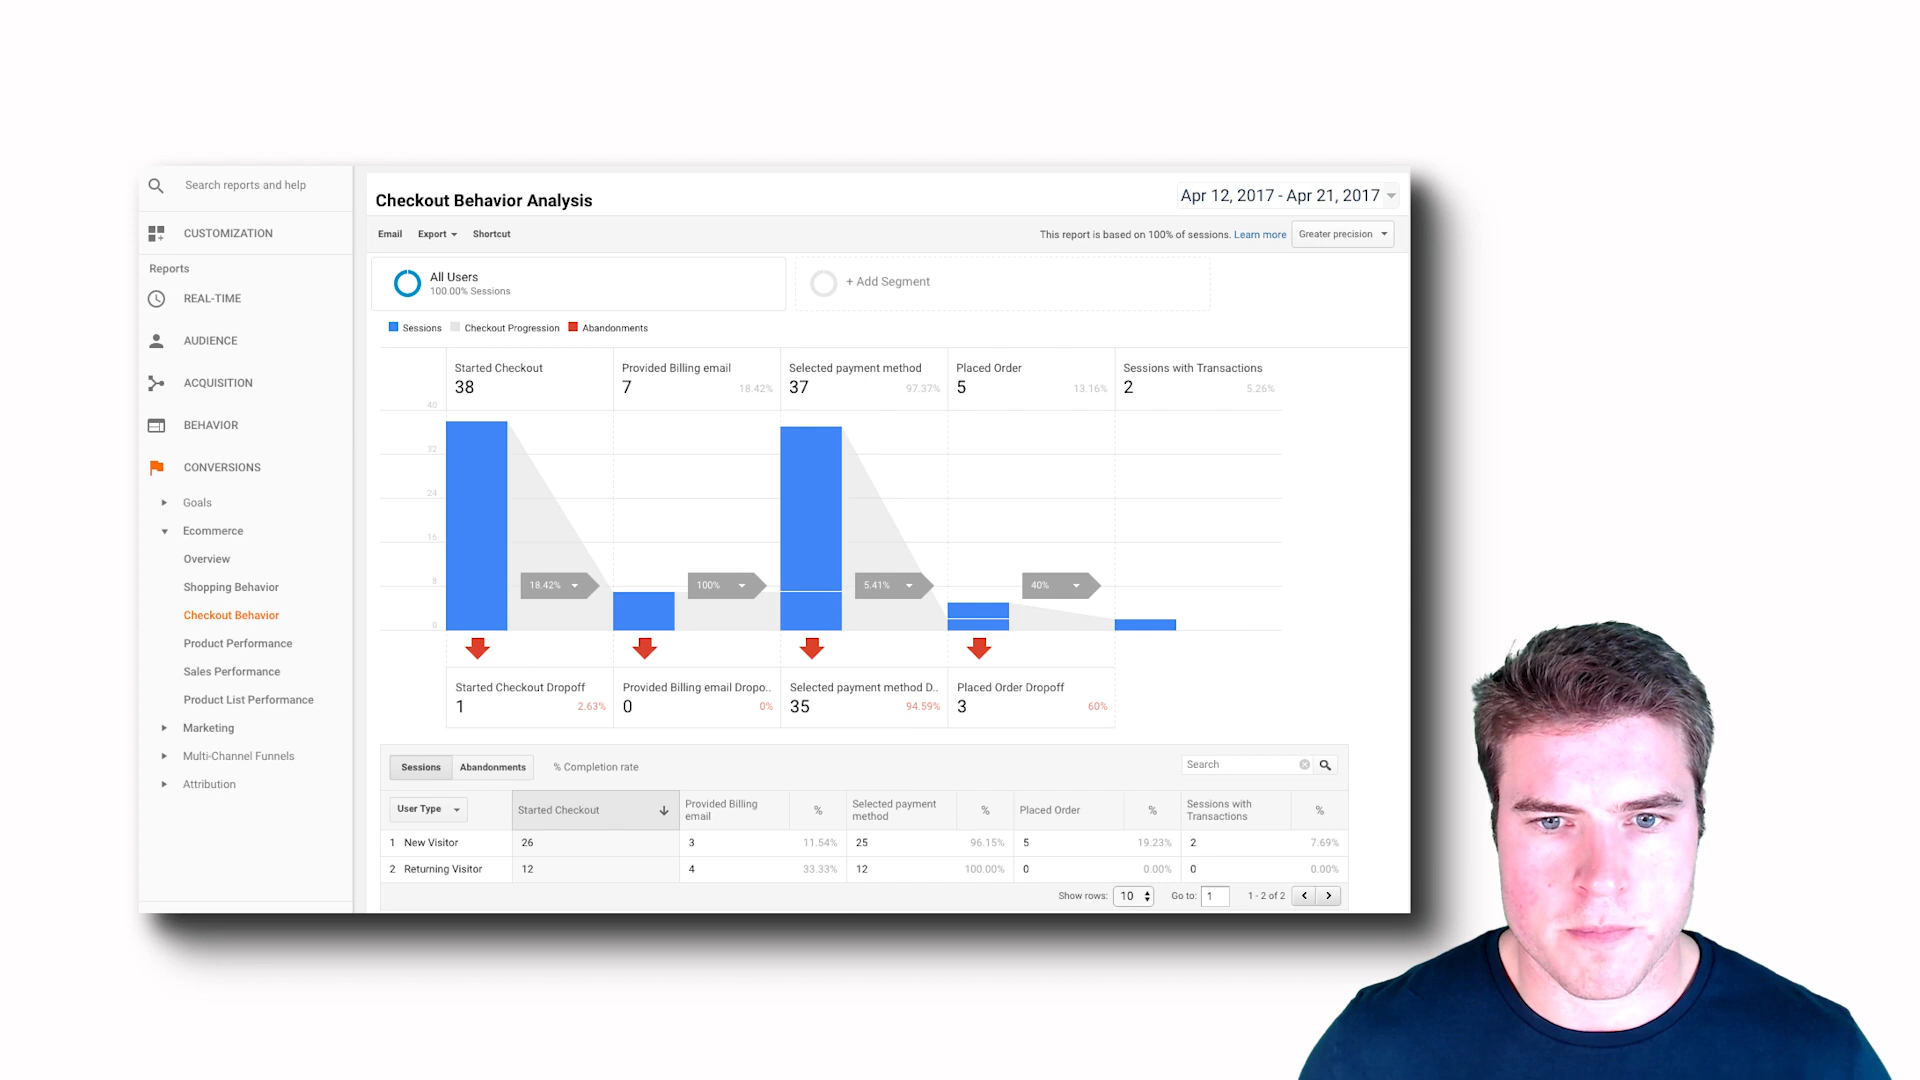 Search reports and help
CUSTOMIZATION
Reports
REAL-TIME
AUDIENCE
ACQUISITION
BEHAVIOR
CONVERSIONS
Goals
Ecommerce
Overview
Shopping Behavior
Checkout Behavior
Product Performance
Sales Performance
Product List Performance
Marketing
Multi-Channel Funnels
Attribution
Checkout Behavior Analysis
Apr 12, 2017 - Apr 21, 2017
Email Export Shortcut
This report is based on 100% of sessions. Learn more Greater precision
All Users
100.00% Sessions
+ Add Segment
Sessions Checkout Progression Abandonments
Started Checkout Provided Billing email Selected payment method Placed Order Sessions with Transactions
38 7 18.42% 37 97.37% 5 13.16% 2 5.26%
40
32
24
16
8
0
18.42% 100% 5.41% 40%
Started Checkout Dropoff Provided Billing email Dropo.. Selected payment method D.. Placed Order Dropoff
1 2.63% 0 0% 35 94.59% 3 60%
Sessions Abandonments % Completion rate
Search
User Type Started Checkout Provided Billing email % Selected payment method % Placed Order % Sessions with Transactions %
1 New Visitor 26 3 11.54% 25 96.15% 5 19.23% 2 7.69%
2 Returning Visitor 12 4 33.33% 12 100.00% 0 0.00% 0 0.00%
Show rows: 10 Go to: 1 1 - 2 of 2